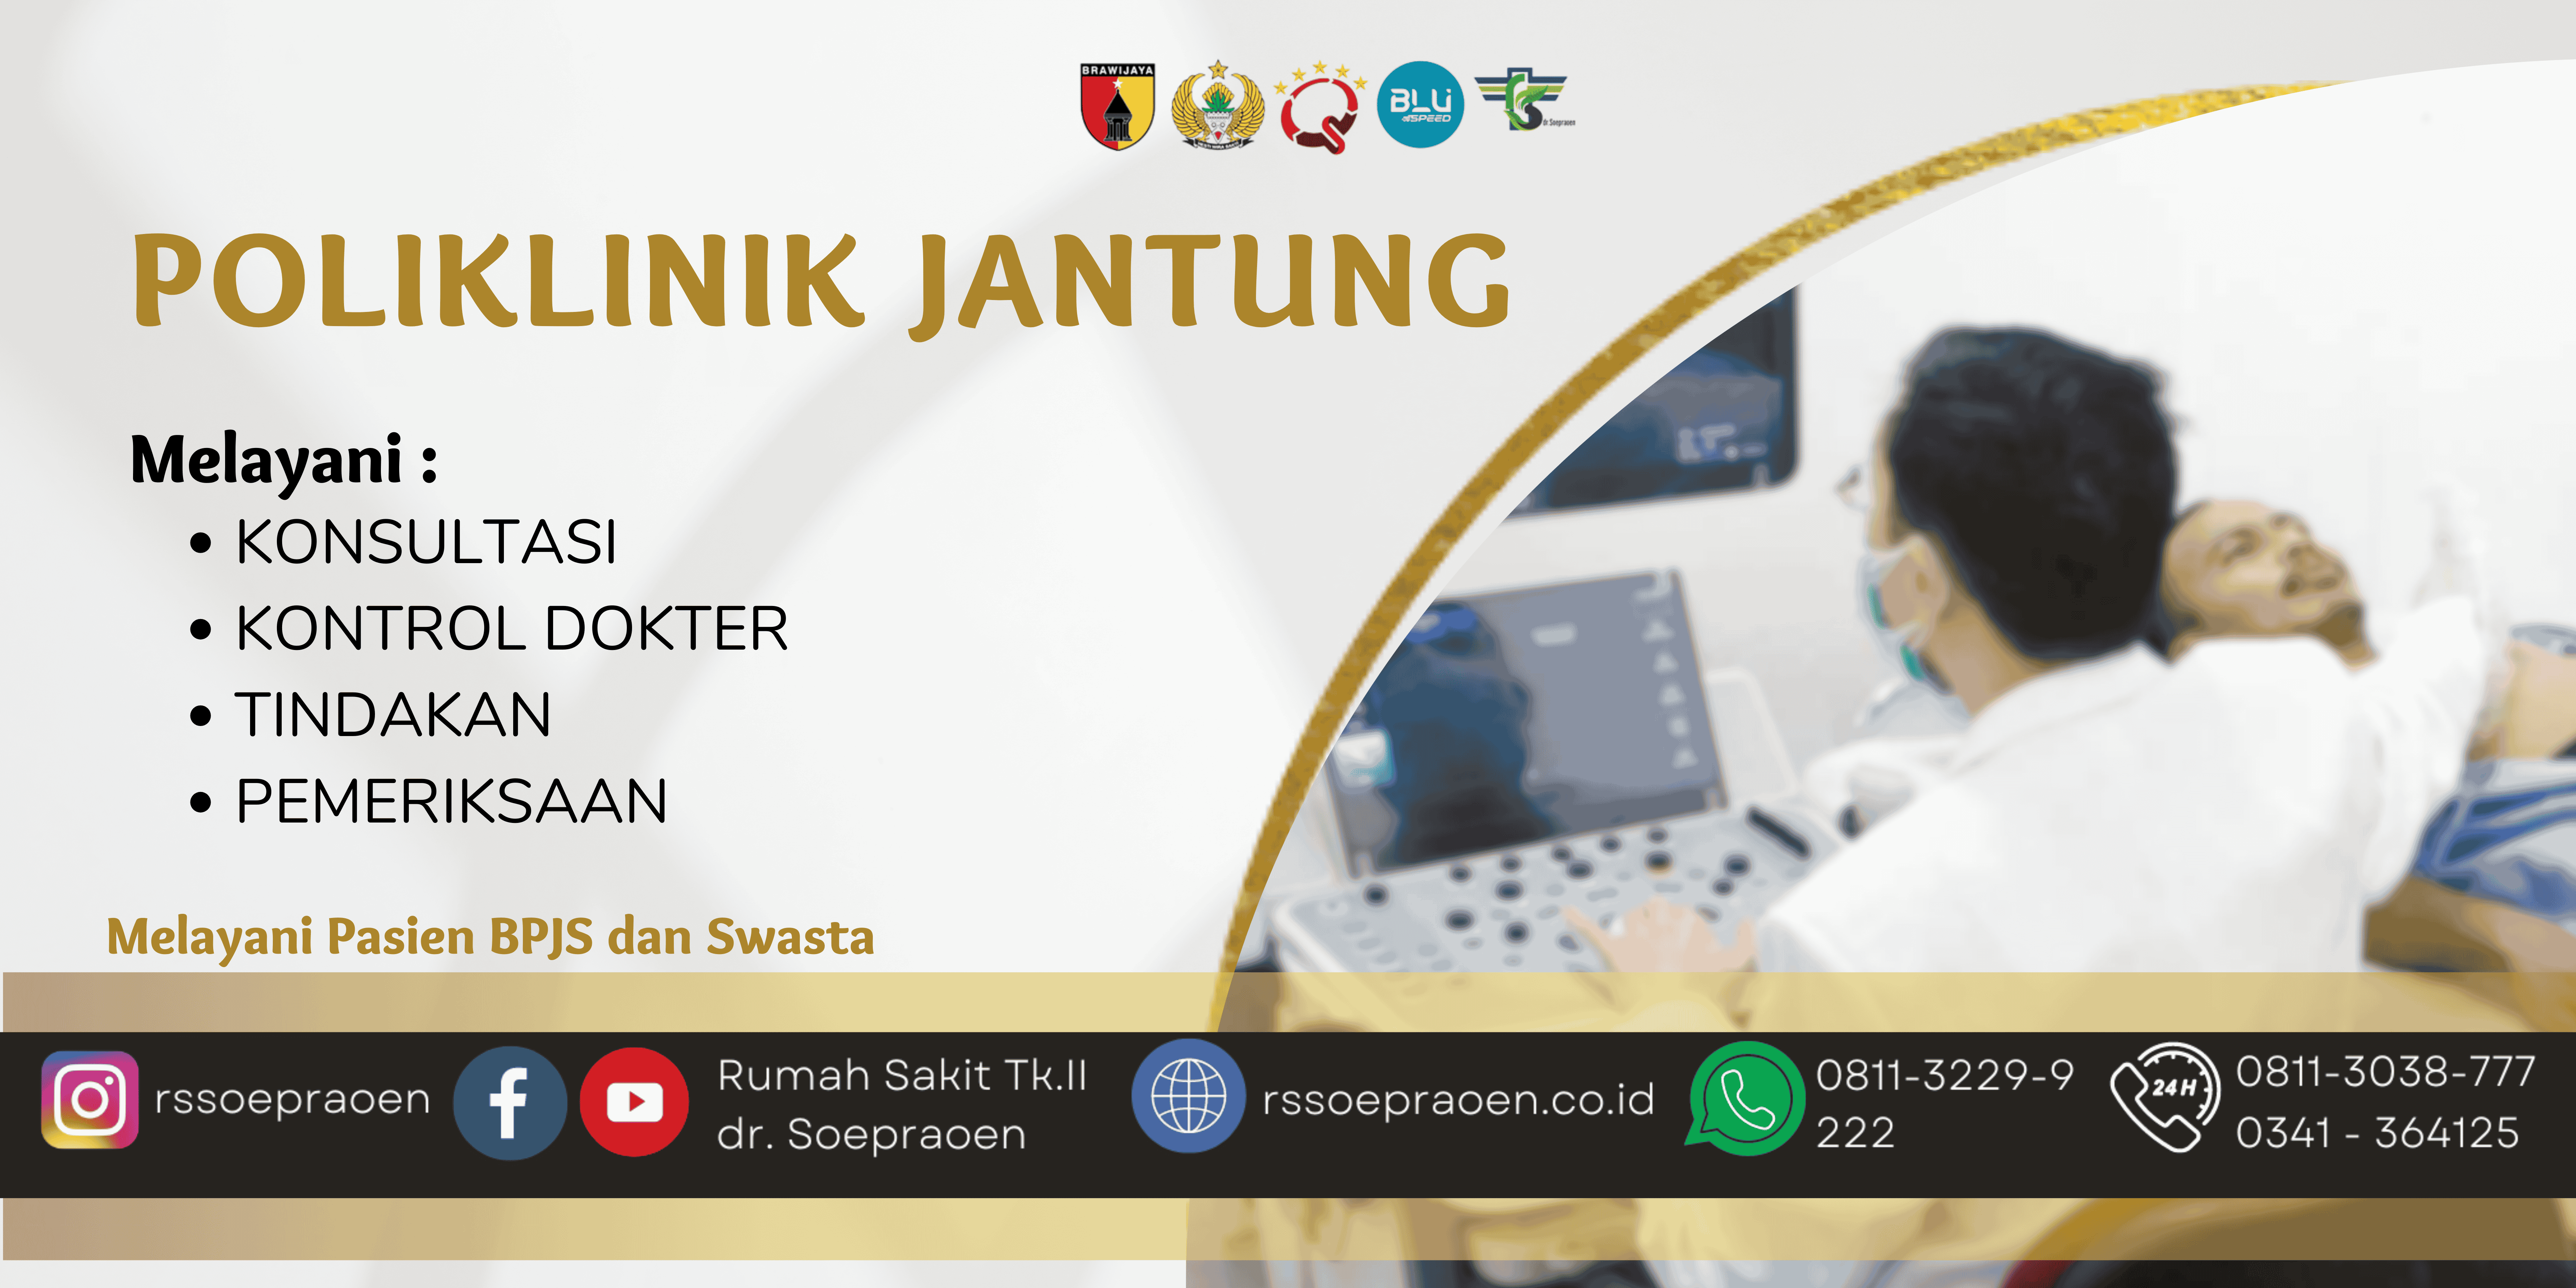 BRAWIJAYA
BLU
SPEED
dr.Soepraoen
POLIKLINIK JANTUNG
Melayani :
• KONSULTASI
• KONTROL DOKTER
• TINDAKAN
• PEMERIKSAAN
Melayani Pasien BPJS dan Swasta
rssoepraoen
Rumah Sakit Tk.II
dr. Soepraoen
rssoepraoen.co.id
0811-3229-9
222
24H
0811-3038-777
0341 - 364125